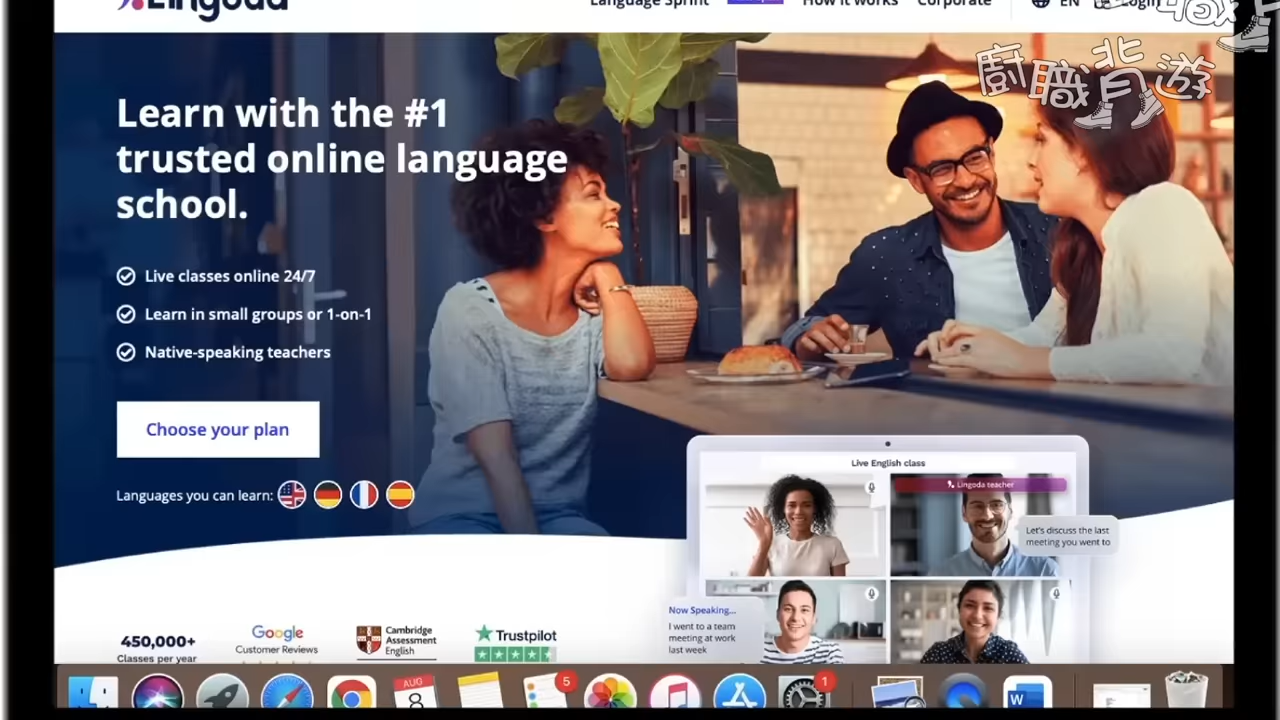 Lingoda
Language Sprint
How it works
Corporate
EN
Login
廚職背遊
Learn with the #1
trusted online language
school.
Live classes online 24/7
Learn in small groups or 1-on-1
Native-speaking teachers
Choose your plan
Languages you can learn:
Live English class
Lingoda teacher
Let's discuss the last
meeting you went to
Now Speaking...
I went to a team
meeting at work
last week
450,000+
Classes per year
Google
Customer Reviews
Cambridge
Assessment
English
Trustpilot
AUG
8
5
1
W